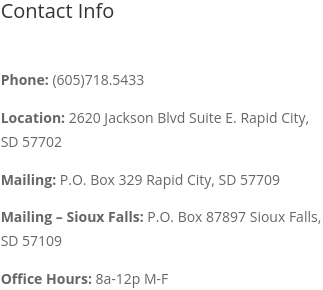 Contact Info
Phone: (605)718.5433
Location: 2620 Jackson Blvd Suite E. Rapid City,
SD 57702
Mailing: P.O. Box 329 Rapid City, SD 57709
Mailing – Sioux Falls: P.O. Box 87897 Sioux Falls,
SD 57109
Office Hours: 8a-12p M-F